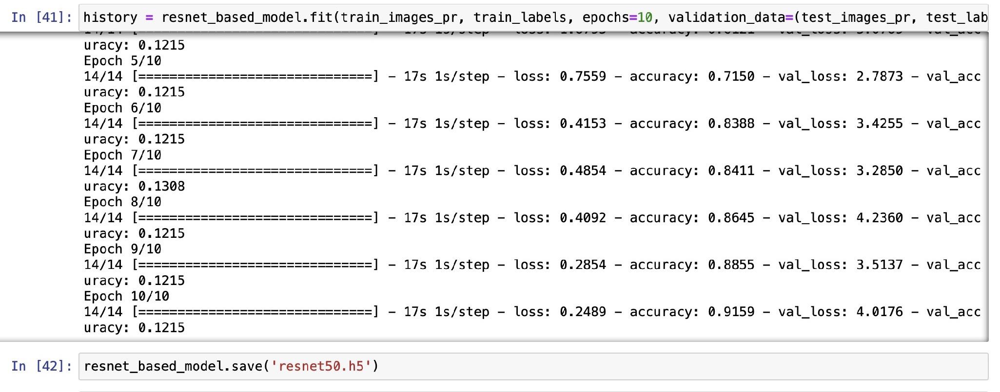 In [41]: history = resnet_based_model.fit(train_images_pr, train_labels, epochs=10, validation_data=(test_images_pr, test_lab
uracy: 0.1215
Epoch 5/10
14/14 [==============================] - 17s 1s/step - loss: 0.7559 - accuracy: 0.7150 - val_loss: 2.7873 - val_acc
uracy: 0.1215
Epoch 6/10
14/14 [==============================] - 17s 1s/step - loss: 0.4153 - accuracy: 0.8388 - val_loss: 3.4255 - val_acc
uracy: 0.1215
Epoch 7/10
14/14 [==============================] - 17s 1s/step - loss: 0.4854 - accuracy: 0.8411 - val_loss: 3.2850 - val_acc
uracy: 0.1308
Epoch 8/10
14/14 [==============================] - 17s 1s/step - loss: 0.4092 - accuracy: 0.8645 - val_loss: 4.2360 - val_acc
uracy: 0.1215
Epoch 9/10
14/14 [==============================] - 17s 1s/step - loss: 0.2854 - accuracy: 0.8855 - val_loss: 3.5137 - val_acc
uracy: 0.1215
Epoch 10/10
14/14 [==============================] - 17s 1s/step - loss: 0.2489 - accuracy: 0.9159 - val_loss: 4.0176 - val_acc
uracy: 0.1215
In [42]: resnet_based_model.save('resnet50.h5')